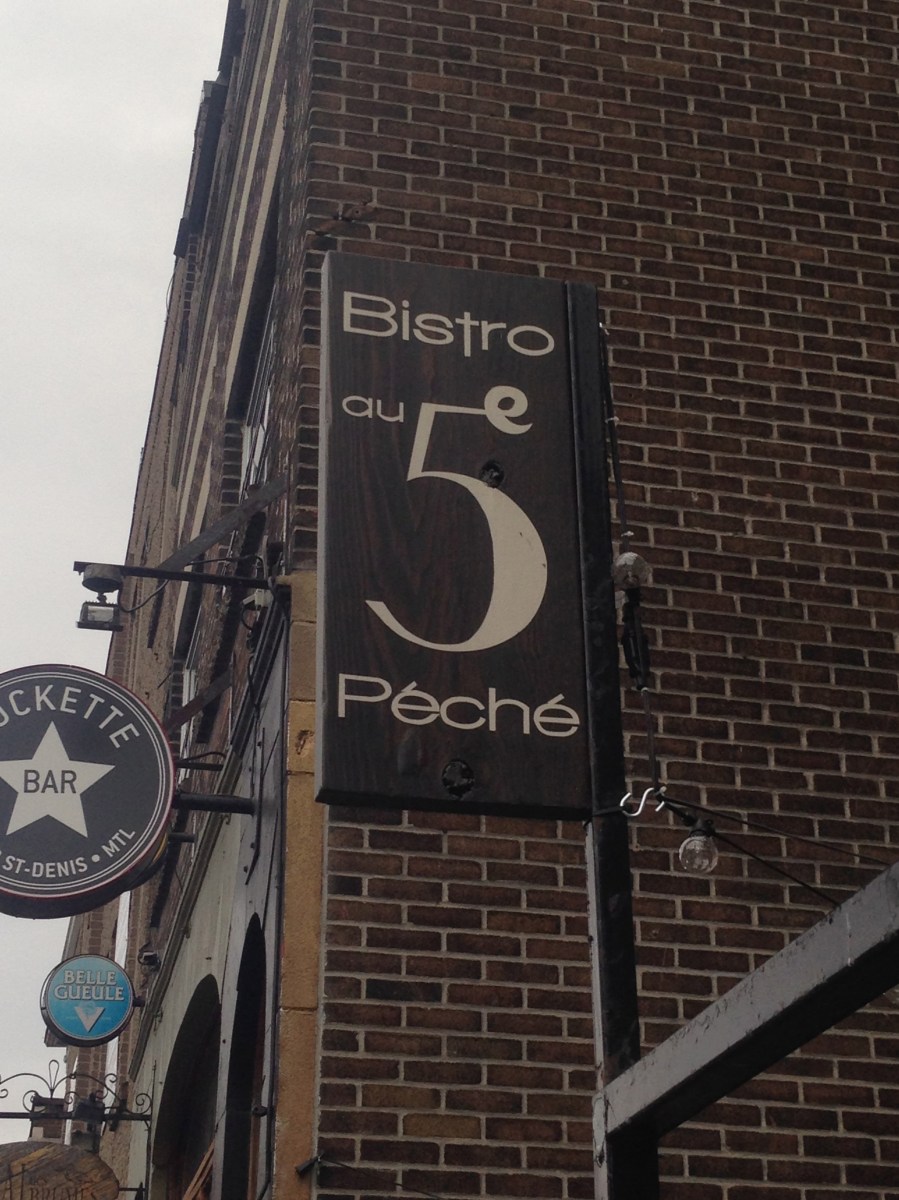 Bistro
au 5e
Péché
BAR
ST-DENIS • MTL
BELLE
GUEULE